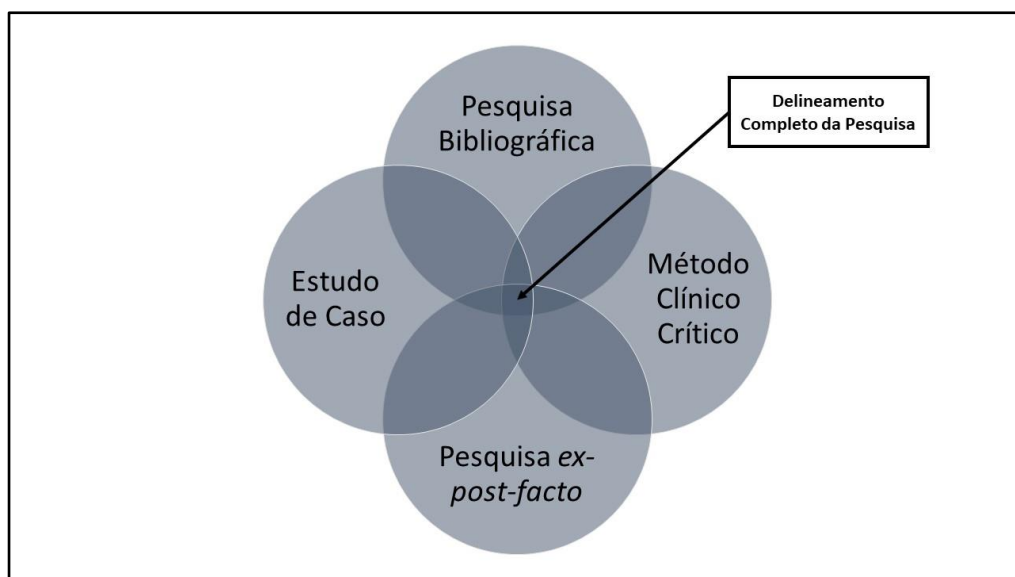 Pesquisa
Bibliográfica
Delineamento
Completo da Pesquisa
Estudo
de Caso
Método
Clínico
Crítico
Pesquisa ex-
post-facto